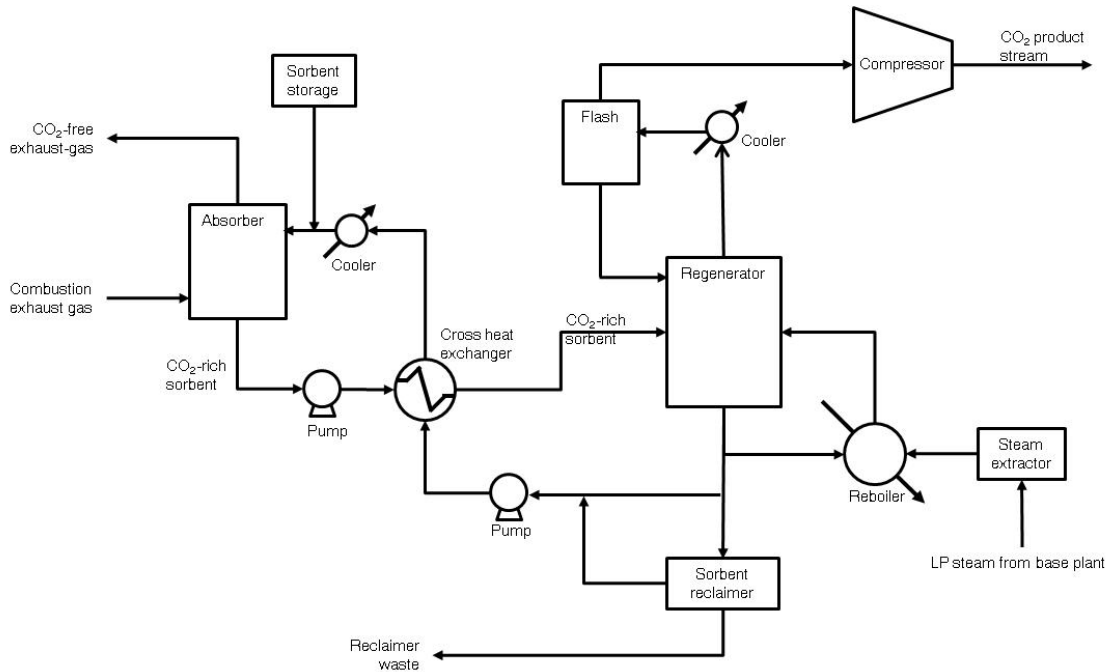 CO₂ product
stream
Compressor
Sorbent
storage
Flash
Cooler
CO₂-free
exhaust-gas
Absorber
Cooler
Regenerator
Combustion
exhaust gas
CO₂-rich
sorbent
Cross heat
exchanger
CO₂-rich
sorbent
Pump
Steam
extractor
Reboiler
Pump
LP steam from base plant
Sorbent
reclaimer
Reclaimer
waste